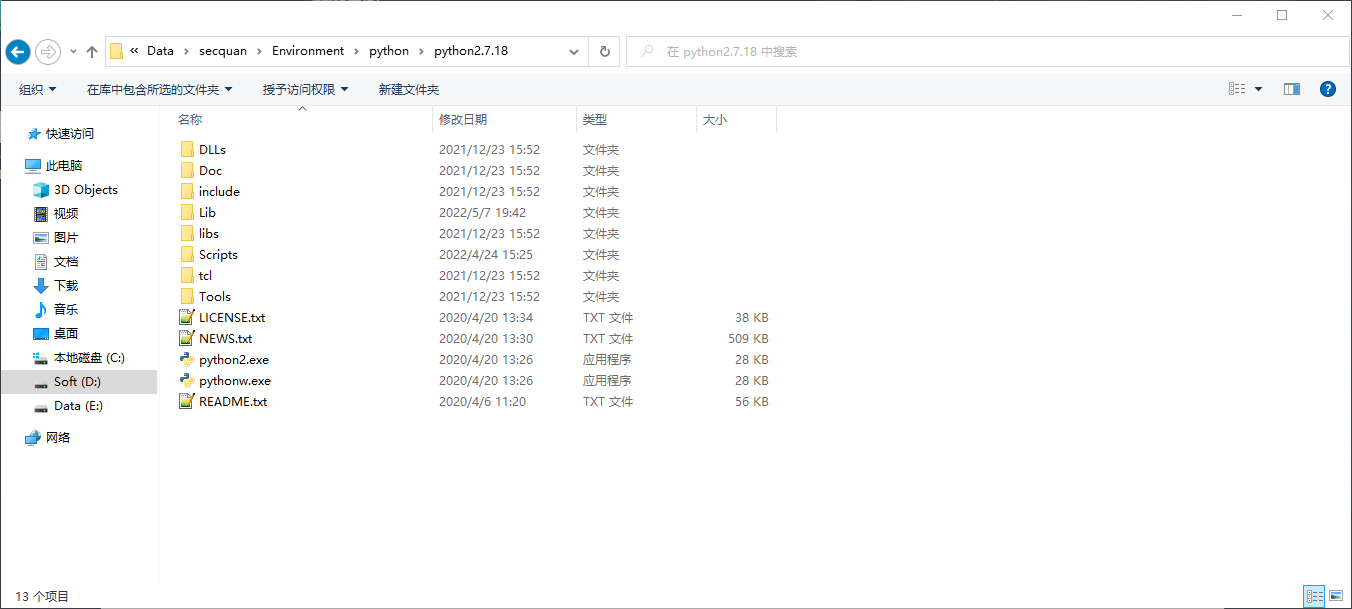 « Data › secquan › Environment › python › python2.7.18
在 python2.7.18 中搜索
组织 在库中包含所选的文件夹 授予访问权限 新建文件夹
快速访问
此电脑
3D Objects
视频
图片
文档
下载
音乐
桌面
本地磁盘 (C:)
Soft (D:)
Data (E:)
网络
名称 修改日期 类型 大小
DLLs 2021/12/23 15:52 文件夹
Doc 2021/12/23 15:52 文件夹
include 2021/12/23 15:52 文件夹
Lib 2022/5/7 19:42 文件夹
libs 2021/12/23 15:52 文件夹
Scripts 2022/4/24 15:25 文件夹
tcl 2021/12/23 15:52 文件夹
Tools 2021/12/23 15:52 文件夹
LICENSE.txt 2020/4/20 13:34 TXT 文件 38 KB
NEWS.txt 2020/4/20 13:30 TXT 文件 509 KB
python2.exe 2020/4/20 13:26 应用程序 28 KB
pythonw.exe 2020/4/20 13:26 应用程序 28 KB
README.txt 2020/4/6 11:20 TXT 文件 56 KB
13 个项目